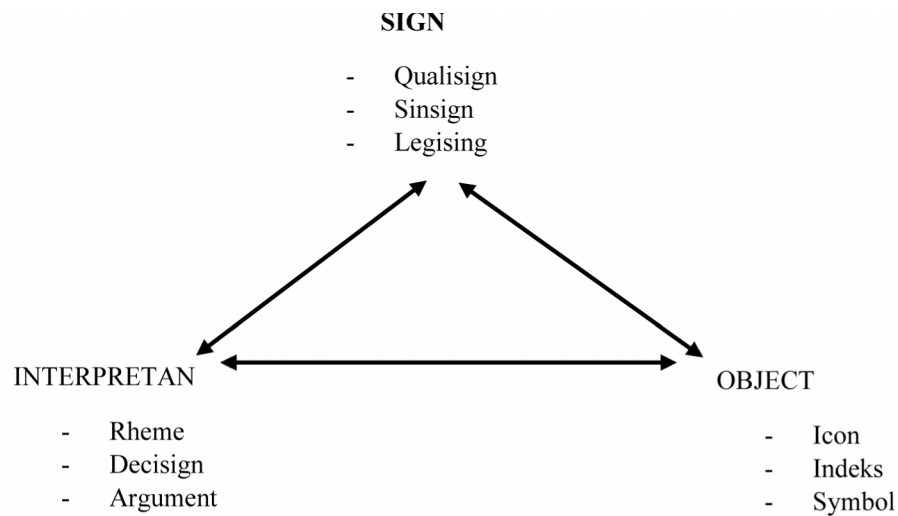 SIGN
- Qualisign
- Sinsign
- Legising
INTERPRETAN
- Rheme
- Decisign
- Argument
OBJECT
- Icon
- Indeks
- Symbol